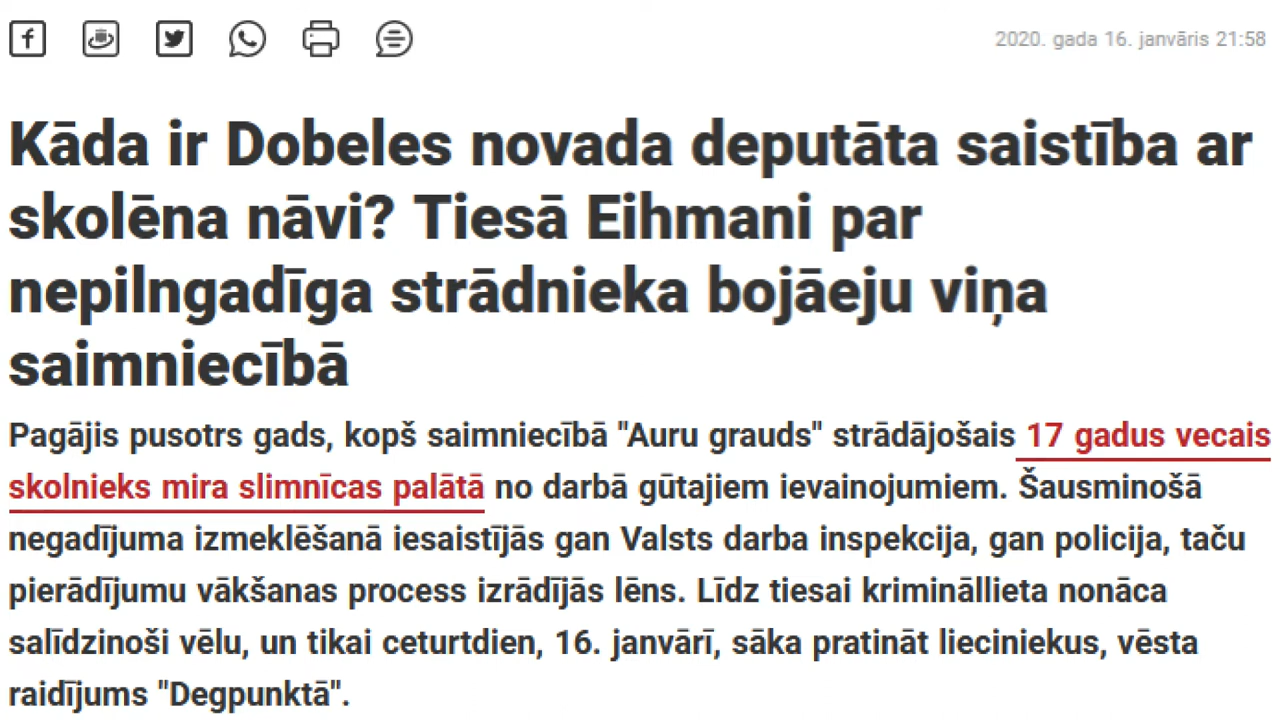 2020. gada 16. janvāris 21:58
Kāda ir Dobeles novada deputāta saistība ar
skolēna nāvi? Tiesā Eihmani par
nepilngadīga strādnieka bojāeju viņa
saimniecībā
Pagājis pusotrs gads, kopš saimniecībā "Auru grauds" strādājošais 17 gadus vecais
skolnieks mira slimnīcas palātā no darbā gūtajiem ievainojumiem. Šausminošā
negadījuma izmeklēšanā iesaistījās gan Valsts darba inspekcija, gan policija, taču
pierādījumu vākšanas process izrādījās lēns. Līdz tiesai krimināllieta nonāca
salīdzinoši vēlu, un tikai ceturtdien, 16. janvārī, sāka pratināt lieciniekus, vēsta
raidījums "Degpunktā".